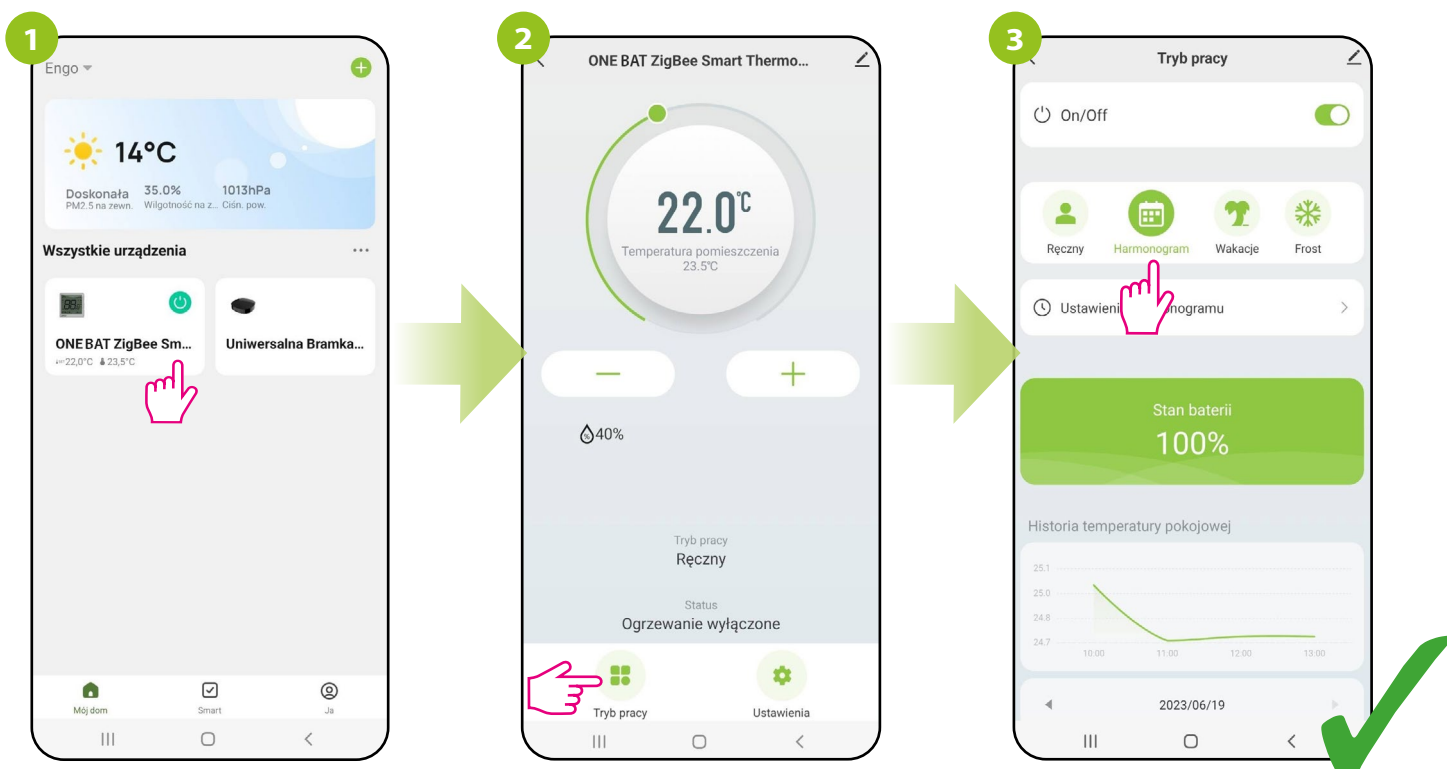 1
Engo
14°C
Doskonała 35.0% 1013hPa
PM2.5 na zewn. Wilgotność na z... Ciśn. pow.
Wszystkie urządzenia
ONE BAT ZigBee Sm...
22,0°C 23,5°C
Uniwersalna Bramka...
Mój dom Smart Ja
2
ONE BAT ZigBee Smart Thermo...
22.0°C
Temperatura pomieszczenia
23.5°C
40%
Tryb pracy
Ręczny
Status
Ogrzewanie wyłączone
Tryb pracy Ustawienia
3
Tryb pracy
On/Off
Ręczny Harmonogram Wakacje Frost
Stan baterii
100%
Historia temperatury pokojowej
25.1
25.0
24.8
24.7
10:00 11:00 12:00 13:00
2023/06/19